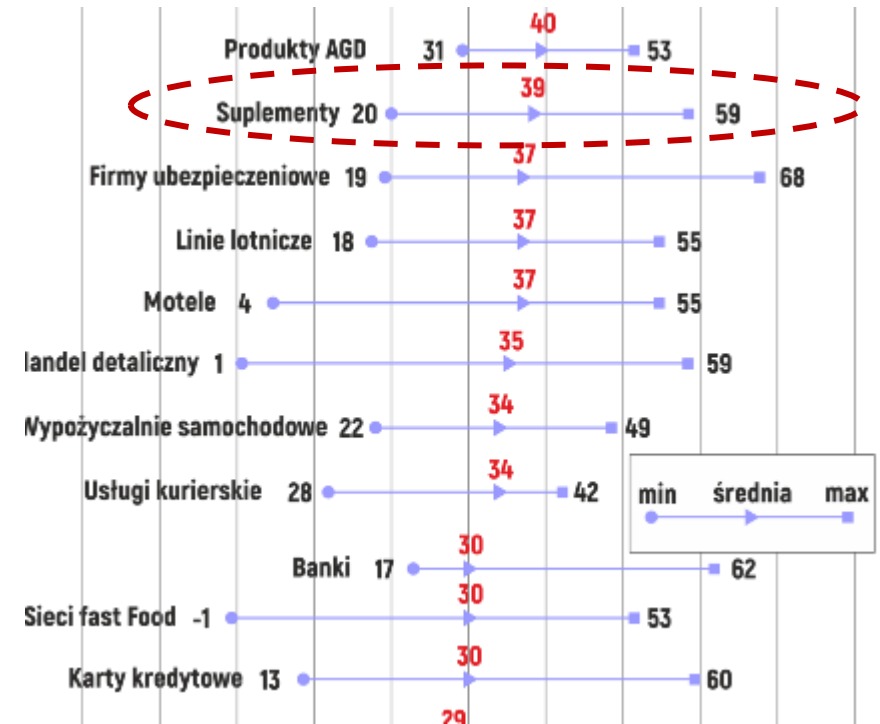 40
Produkty AGD 31 53
39
Suplementy 20 59
37
Firmy ubezpieczeniowe 19 68
37
Linie lotnicze 18 55
37
Motele 4 55
35
detaliczny 1 59
34
samochodowe 22 49
34
Usługi kurierskie 28 42
min średnia max
30
Banki 17 62
30
Sieci fast Food -1 53
30
Karty kredytowe 13 60
29